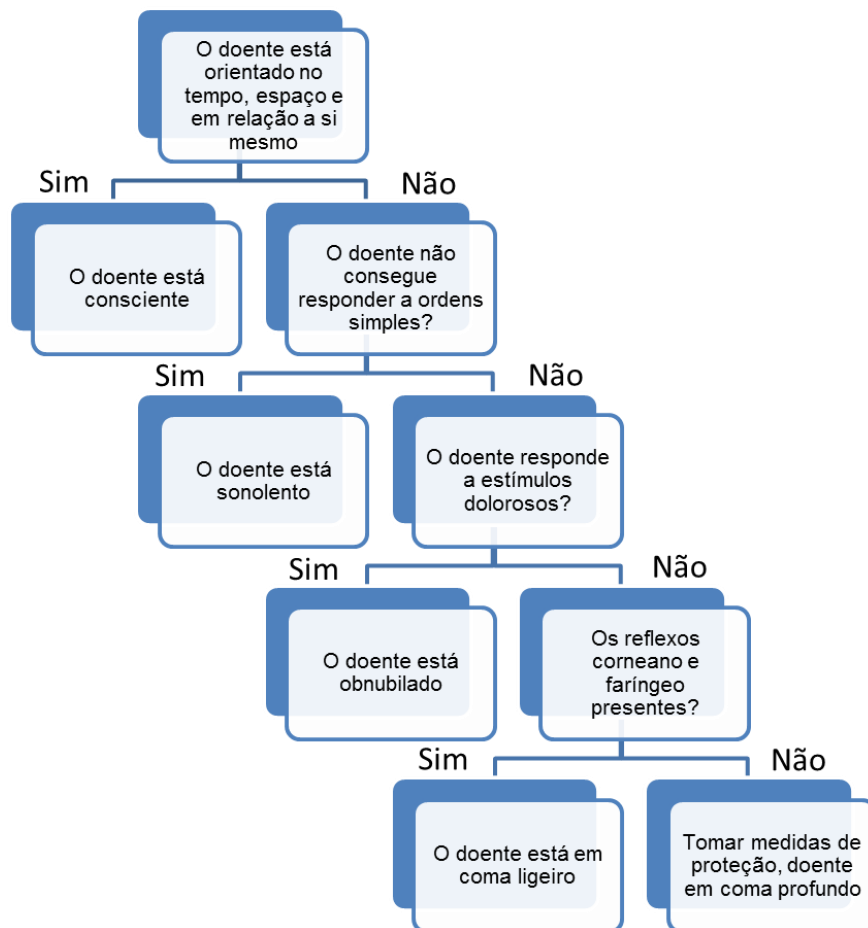 O doente está
orientado no
tempo, espaço e
em relação a si
mesmo
Sim
Não
O doente está
consciente
O doente não
consegue
responder a ordens
simples?
Sim
Não
O doente está
sonolento
O doente responde
a estímulos
dolorosos?
Sim
Não
O doente está
obnubilado
Os reflexos
corneano e
faríngeo
presentes?
Sim
Não
O doente está em
coma ligeiro
Tomar medidas de
proteção, doente
em coma profundo